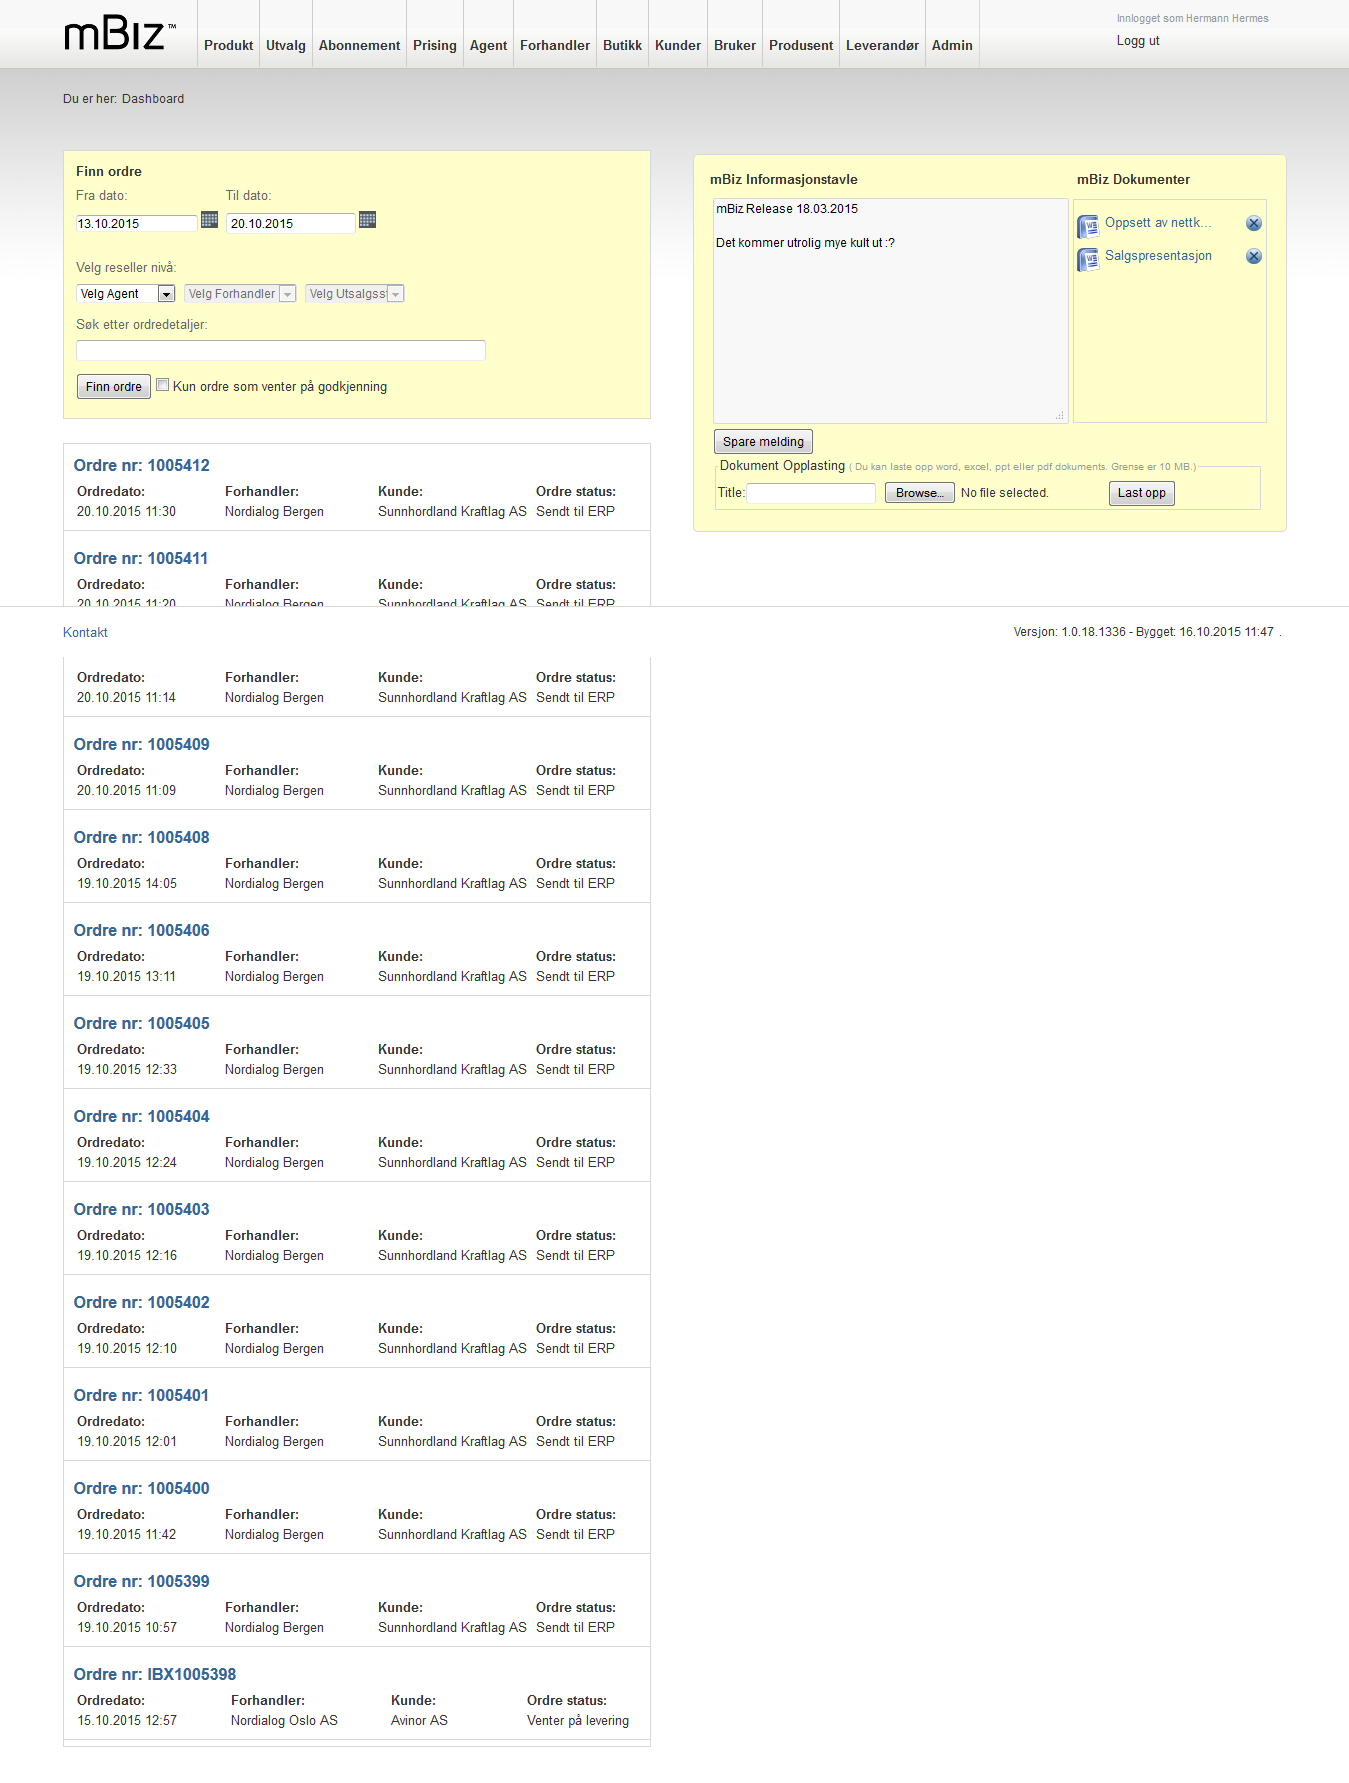 mBiz™
Produkt Utvalg Abonnement Prising Agent Forhandler Butikk Kunder Bruker Produsent Leverandør Admin
Innlogget som Hermann Hermes
Logg ut
Du er her: Dashboard
Finn ordre
Fra dato: Til dato:
13.10.2015 20.10.2015
Velg reseller nivå:
Velg Agent Velg Forhandler Velg Utsalgss
Søk etter ordredetaljer:
Finn ordre Kun ordre som venter på godkjenning
mBiz Informasjonstavle mBiz Dokumenter
mBiz Release 18.03.2015
Det kommer utrolig mye kult ut :?
Oppsett av nettk...
Salgspresentasjon
Spare melding
Dokument Opplasting ( Du kan laste opp word, excel, ppt eller pdf dokuments. Grense er 10 MB.)
Title: Browse... No file selected. Last opp
Ordre nr: 1005412
Ordredato: Forhandler: Kunde: Ordre status:
20.10.2015 11:30 Nordialog Bergen Sunnhordland Kraftlag AS Sendt til ERP
Ordre nr: 1005411
Ordredato: Forhandler: Kunde: Ordre status:
20.10.2015 11:20 Nordialog Bergen Sunnhordland Kraftlag AS Sendt til ERP
Kontakt Versjon: 1.0.18.1336 - Bygget: 16.10.2015 11:47 .
Ordredato: Forhandler: Kunde: Ordre status:
20.10.2015 11:14 Nordialog Bergen Sunnhordland Kraftlag AS Sendt til ERP
Ordre nr: 1005409
Ordredato: Forhandler: Kunde: Ordre status:
20.10.2015 11:09 Nordialog Bergen Sunnhordland Kraftlag AS Sendt til ERP
Ordre nr: 1005408
Ordredato: Forhandler: Kunde: Ordre status:
19.10.2015 14:05 Nordialog Bergen Sunnhordland Kraftlag AS Sendt til ERP
Ordre nr: 1005406
Ordredato: Forhandler: Kunde: Ordre status:
19.10.2015 13:11 Nordialog Bergen Sunnhordland Kraftlag AS Sendt til ERP
Ordre nr: 1005405
Ordredato: Forhandler: Kunde: Ordre status:
19.10.2015 12:33 Nordialog Bergen Sunnhordland Kraftlag AS Sendt til ERP
Ordre nr: 1005404
Ordredato: Forhandler: Kunde: Ordre status:
19.10.2015 12:24 Nordialog Bergen Sunnhordland Kraftlag AS Sendt til ERP
Ordre nr: 1005403
Ordredato: Forhandler: Kunde: Ordre status:
19.10.2015 12:16 Nordialog Bergen Sunnhordland Kraftlag AS Sendt til ERP
Ordre nr: 1005402
Ordredato: Forhandler: Kunde: Ordre status:
19.10.2015 12:10 Nordialog Bergen Sunnhordland Kraftlag AS Sendt til ERP
Ordre nr: 1005401
Ordredato: Forhandler: Kunde: Ordre status:
19.10.2015 12:01 Nordialog Bergen Sunnhordland Kraftlag AS Sendt til ERP
Ordre nr: 1005400
Ordredato: Forhandler: Kunde: Ordre status:
19.10.2015 11:42 Nordialog Bergen Sunnhordland Kraftlag AS Sendt til ERP
Ordre nr: 1005399
Ordredato: Forhandler: Kunde: Ordre status:
19.10.2015 10:57 Nordialog Bergen Sunnhordland Kraftlag AS Sendt til ERP
Ordre nr: IBX1005398
Ordredato: Forhandler: Kunde: Ordre status:
15.10.2015 12:57 Nordialog Oslo AS Avinor AS Venter på levering